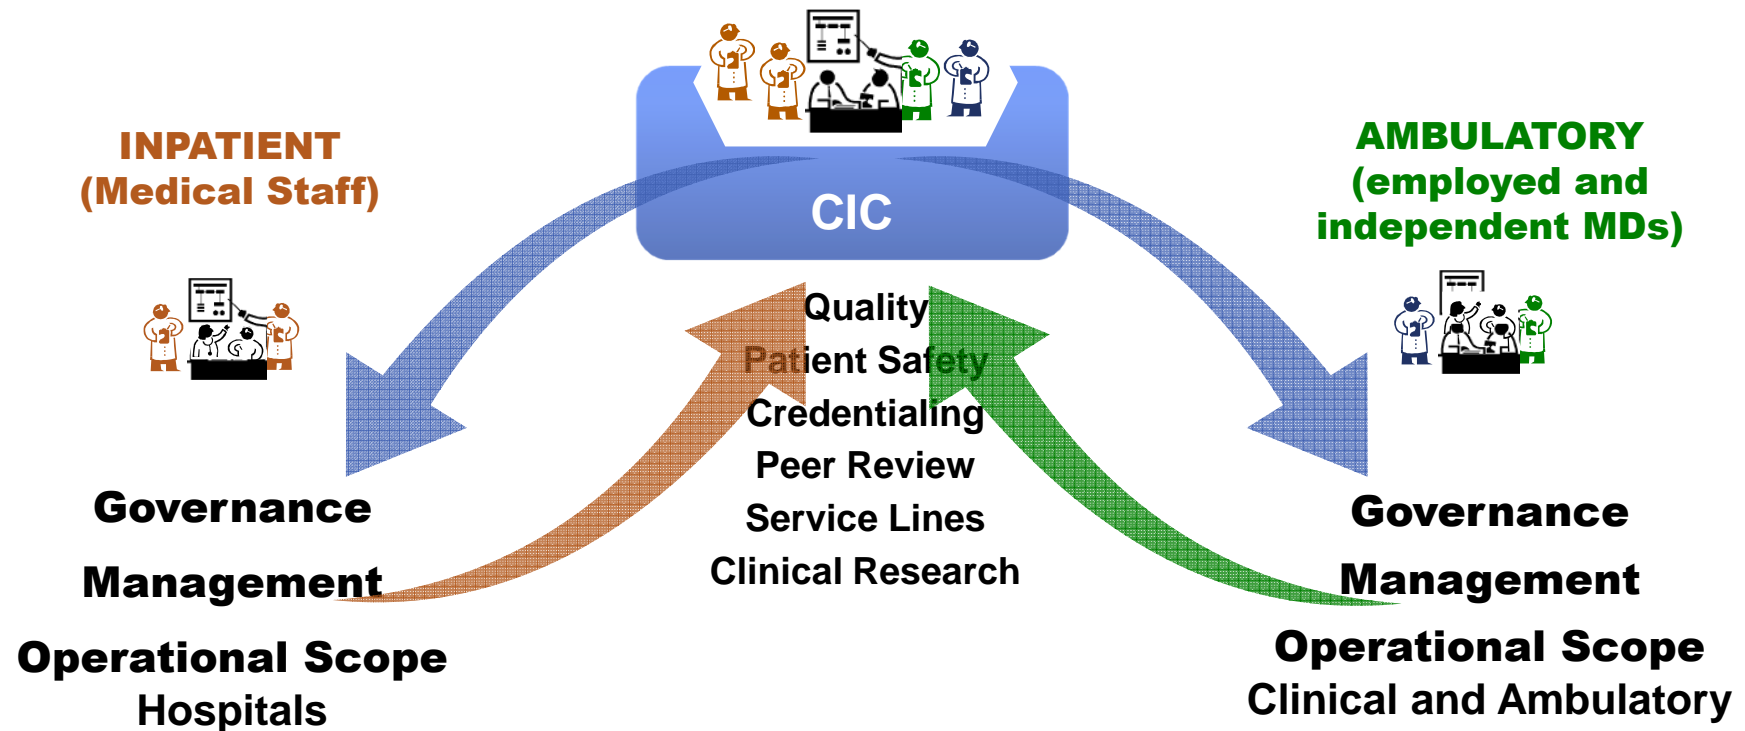 INPATIENT
(Medical Staff)
Governance
Management
Operational Scope
Hospitals
CIC
Quality
Patient Safety
Credentialing
Peer Review
Service Lines
Clinical Research
AMBULATORY
(employed and
independent MDs)
Governance
Management
Operational Scope
Clinical and Ambulatory